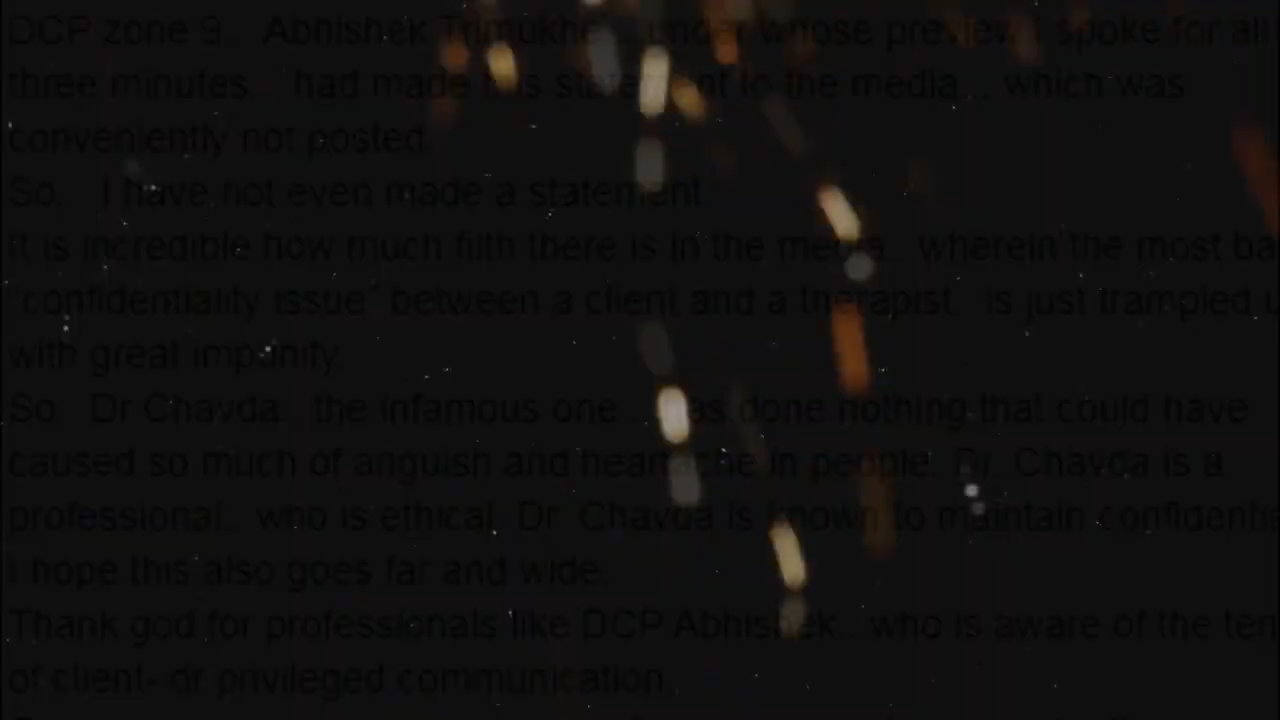 DCP zone 9.. Abhishek Trimukhe.. under whose preview I spoke for all
three minutes.. had made this statement to the media... which was
conveniently not posted.
So.. I have not even made a statement
It is incredible how much filth there is in the media.. wherein the most
"confidentiality issue" between a client and a therapist.. is just trampled
with great impunity.
So.. Dr Chavda.. the infamous one .. has done nothing that could have
caused so much of anguish and heartache in people. Dr. Chavda is a
professional.. who is ethical. Dr. Chavda is known to maintain
I hope this also goes far and wide.
Thank god for professionals like DCP Abhishek.. who is aware of the
of client- dr privileged communication